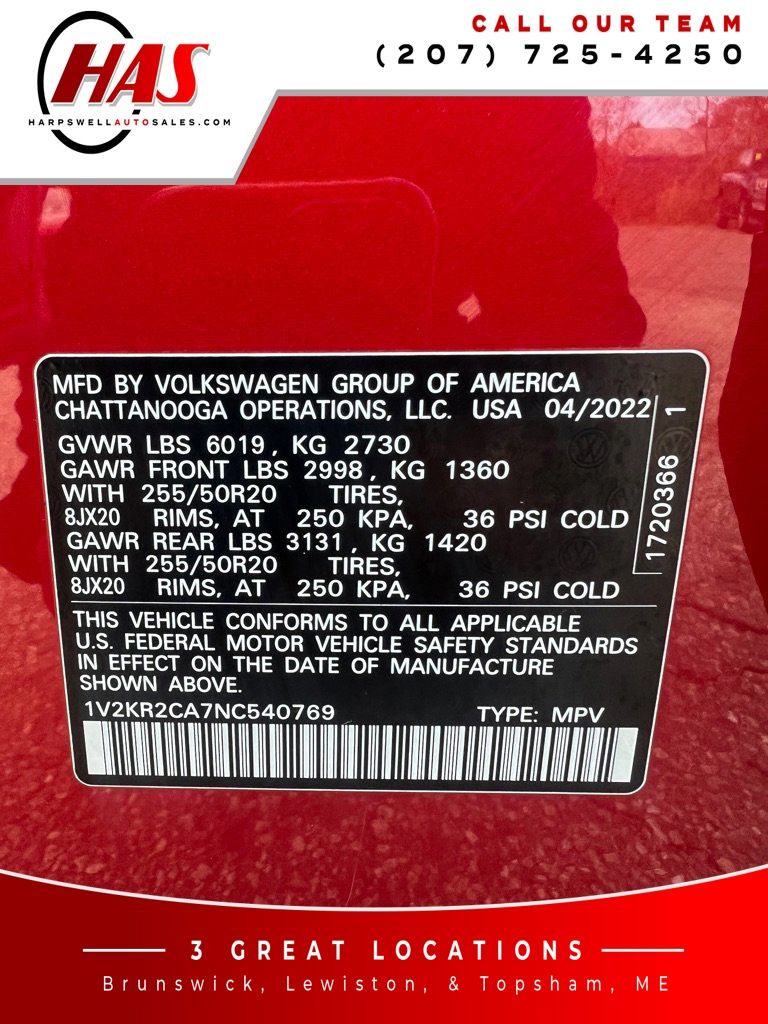 HAS
HARPSWELLAUTOSALES.COM
CALL OUR TEAM
(207) 725-4250
MFD BY VOLKSWAGEN GROUP OF AMERICA
CHATTANOOGA OPERATIONS, LLC. USA 04/2022
GVWR LBS 6019, KG 2730
GAWR FRONT LBS 2998, KG 1360
WITH 255/50R20 TIRES,
8JX20 RIMS, AT 250 KPA, 36 PSI COLD
GAWR REAR LBS 3131, KG 1420
WITH 255/50R20 TIRES,
8JX20 RIMS, AT 250 KPA, 36 PSI COLD
1720366 1
THIS VEHICLE CONFORMS TO ALL APPLICABLE
U.S. FEDERAL MOTOR VEHICLE SAFETY STANDARDS
IN EFFECT ON THE DATE OF MANUFACTURE
SHOWN ABOVE.
1V2KR2CA7NC540769 TYPE: MPV
3 GREAT LOCATIONS
Brunswick, Lewiston, & Topsham, ME